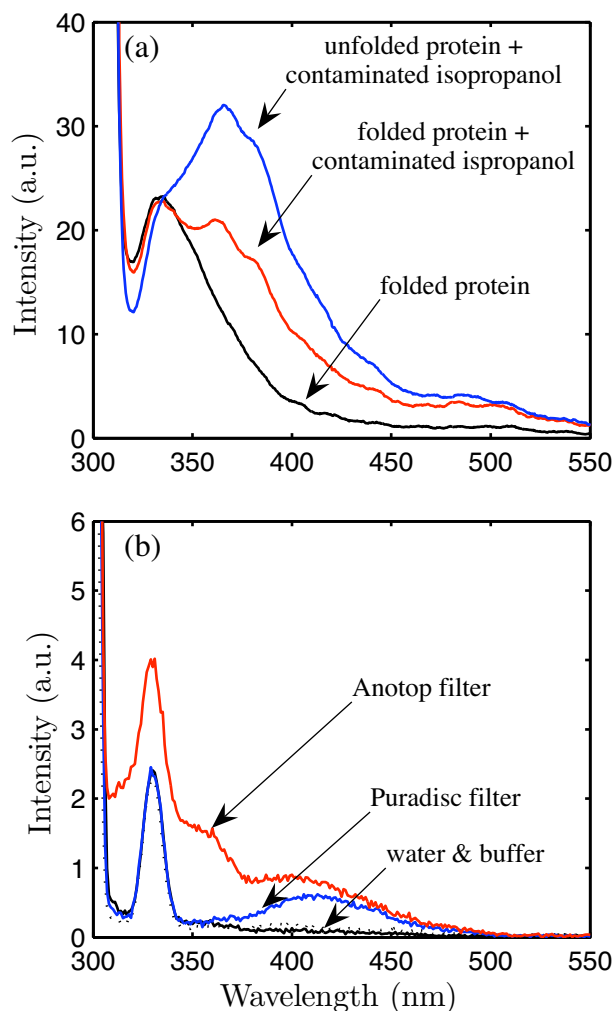 40
(a)
unfolded protein +
contaminated isopropanol
30
folded protein +
contaminated ispropanol
20
folded protein
10
0
Intensity (a.u.)
300 350 400 450 500 550
6
(b)
5
4
Anotop filter
3
Puradisc filter
2
water & buffer
1
0
Intensity (a.u.)
300 350 400 450 500 550
Wavelength (nm)